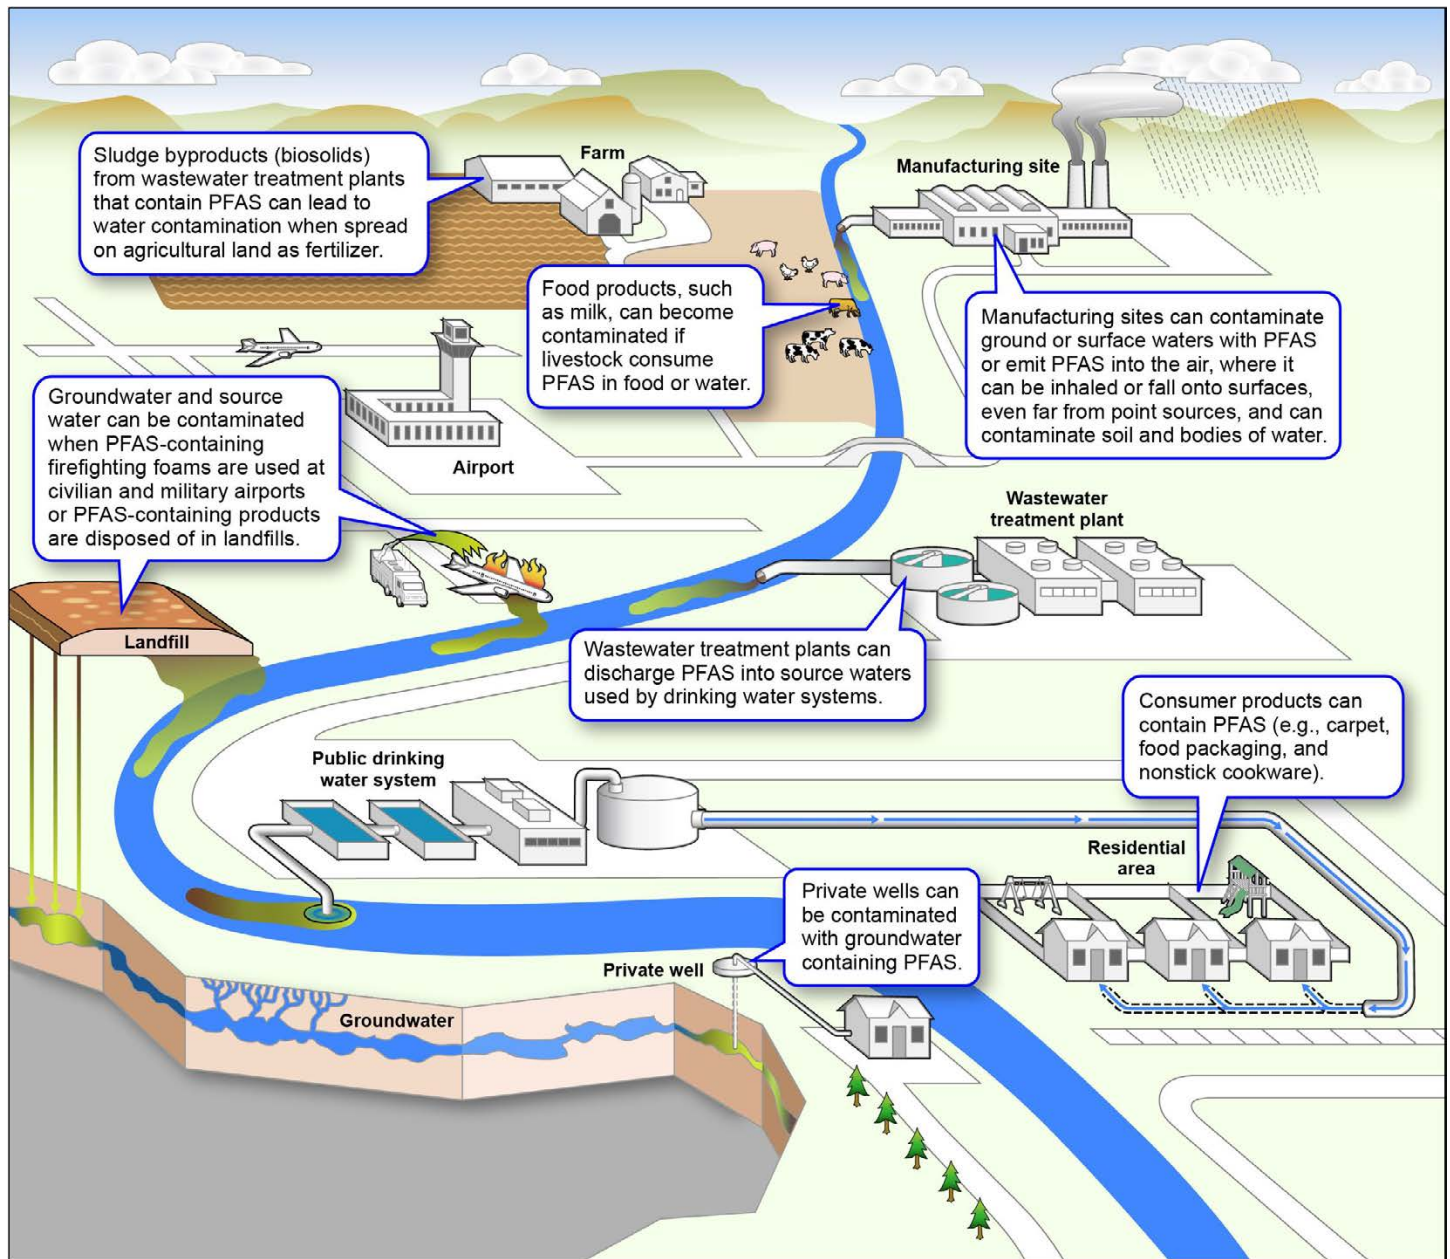 Sludge byproducts (biosolids)
from wastewater treatment plants
that contain PFAS can lead to
water contamination when spread
on agricultural land as fertilizer.
Farm
Manufacturing site
Food products, such
as milk, can become
contaminated if
livestock consume
PFAS in food or water.
Manufacturing sites can contaminate
ground or surface waters with PFAS
or emit PFAS into the air, where it
can be inhaled or fall onto surfaces,
even far from point sources, and can
contaminate soil and bodies of water.
Groundwater and source
water can be contaminated
when PFAS-containing
firefighting foams are used at
civilian and military airports
or PFAS-containing products
are disposed of in landfills.
Airport
Wastewater
treatment plant
Landfill
Wastewater treatment plants can
discharge PFAS into source waters
used by drinking water systems.
Consumer products can
contain PFAS (e.g., carpet,
food packaging, and
nonstick cookware).
Public drinking
water system
Residential
area
Private wells can
be contaminated
with groundwater
containing PFAS.
Private well
Groundwater